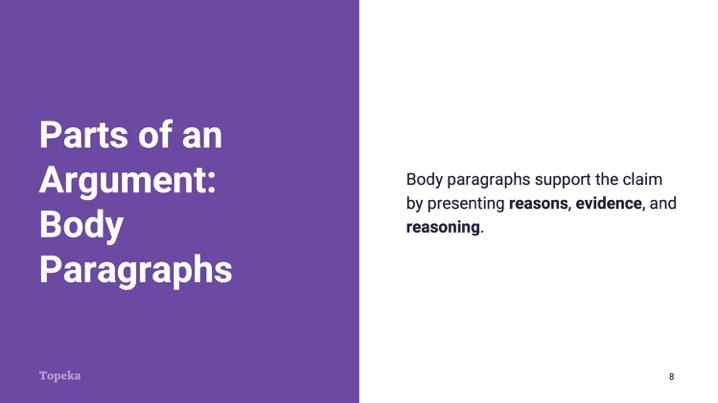 Parts of an
Argument:
Body
Paragraphs
Body paragraphs support the claim
by presenting reasons, evidence, and
reasoning.
Topeka
8